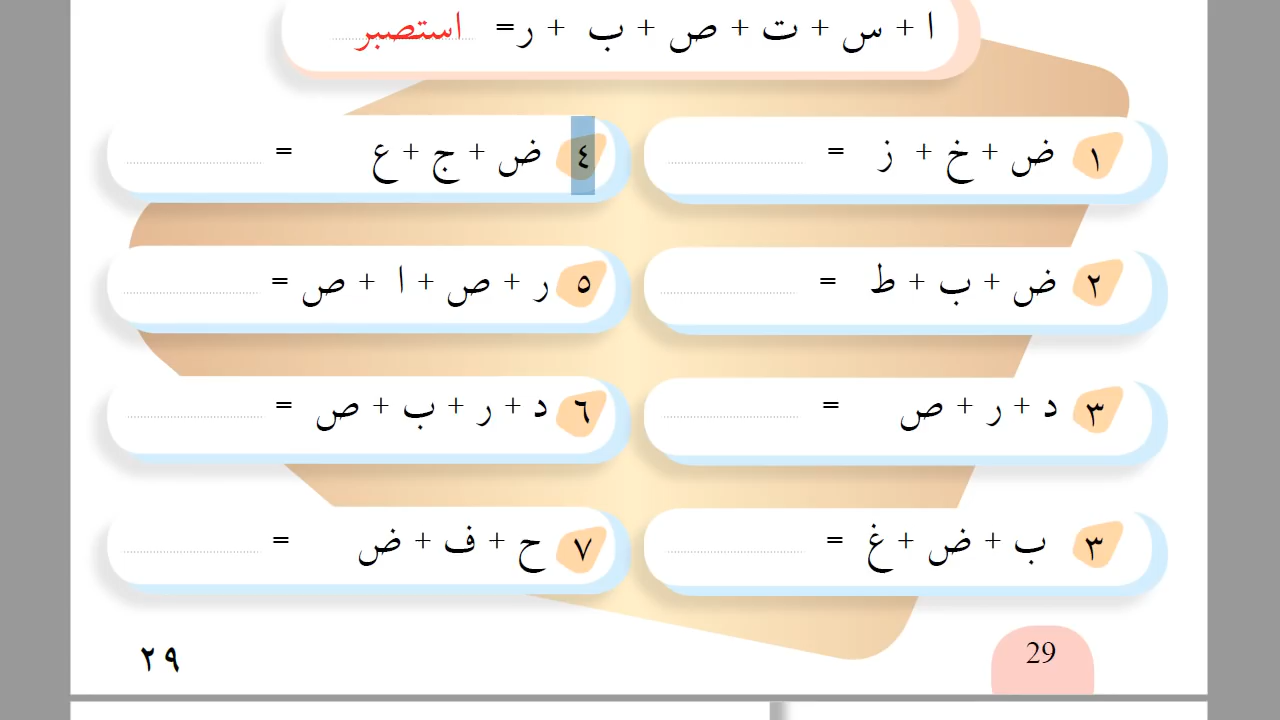 ا + س + ت + ص + ب + ر= استصبر
١ ض + خ + ز =
٤ ض + ج + ع =
٢ ض + ب + ط =
٥ ر + ص + ا + ص =
٣ د + ر + ص =
٦ د + ر + ب + ص =
٣ ب + ض + غ =
٧ ح + ف + ض =
29
٢٩